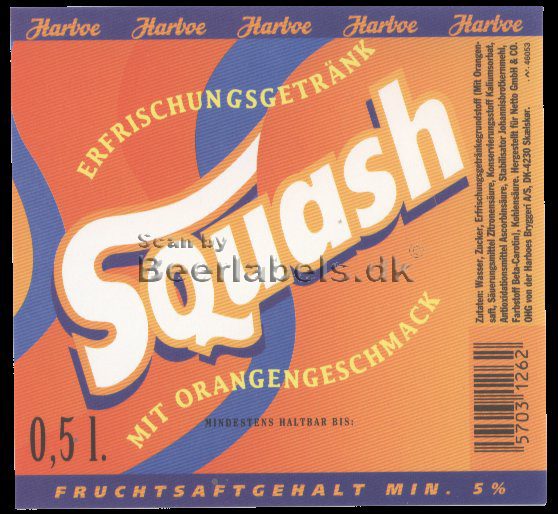 Harboe Harboe Harboe Harboe Harboe
ERFRISCHUNGSGETRÄNK
Squash
MIT ORANGENGESCHMACK
Scan by
Beerlabels.dk
MINDESTENS HALTBAR BIS:
0,5 l.
Zutaten: Wasser, Zucker, Erfrischungsgetränkegrundstoff (Mit Orangen-
saft, Säuerungsmittel Zitronensäure, Konservierungsstoff Kaliumsorbat,
Antioxidationsmittel Ascorbinsäure, Stabilisator Johannisbrotkernmehl,
Farbstoff Beta-Carotin), Kohlensäure. Hergestellt für Netto GmbH & CO.
OHG von der Harboes Bryggeri A/S, DK-4230 Skælskør.
46053
5703 1262
FRUCHTSAFTGEHALT MIN. 5%